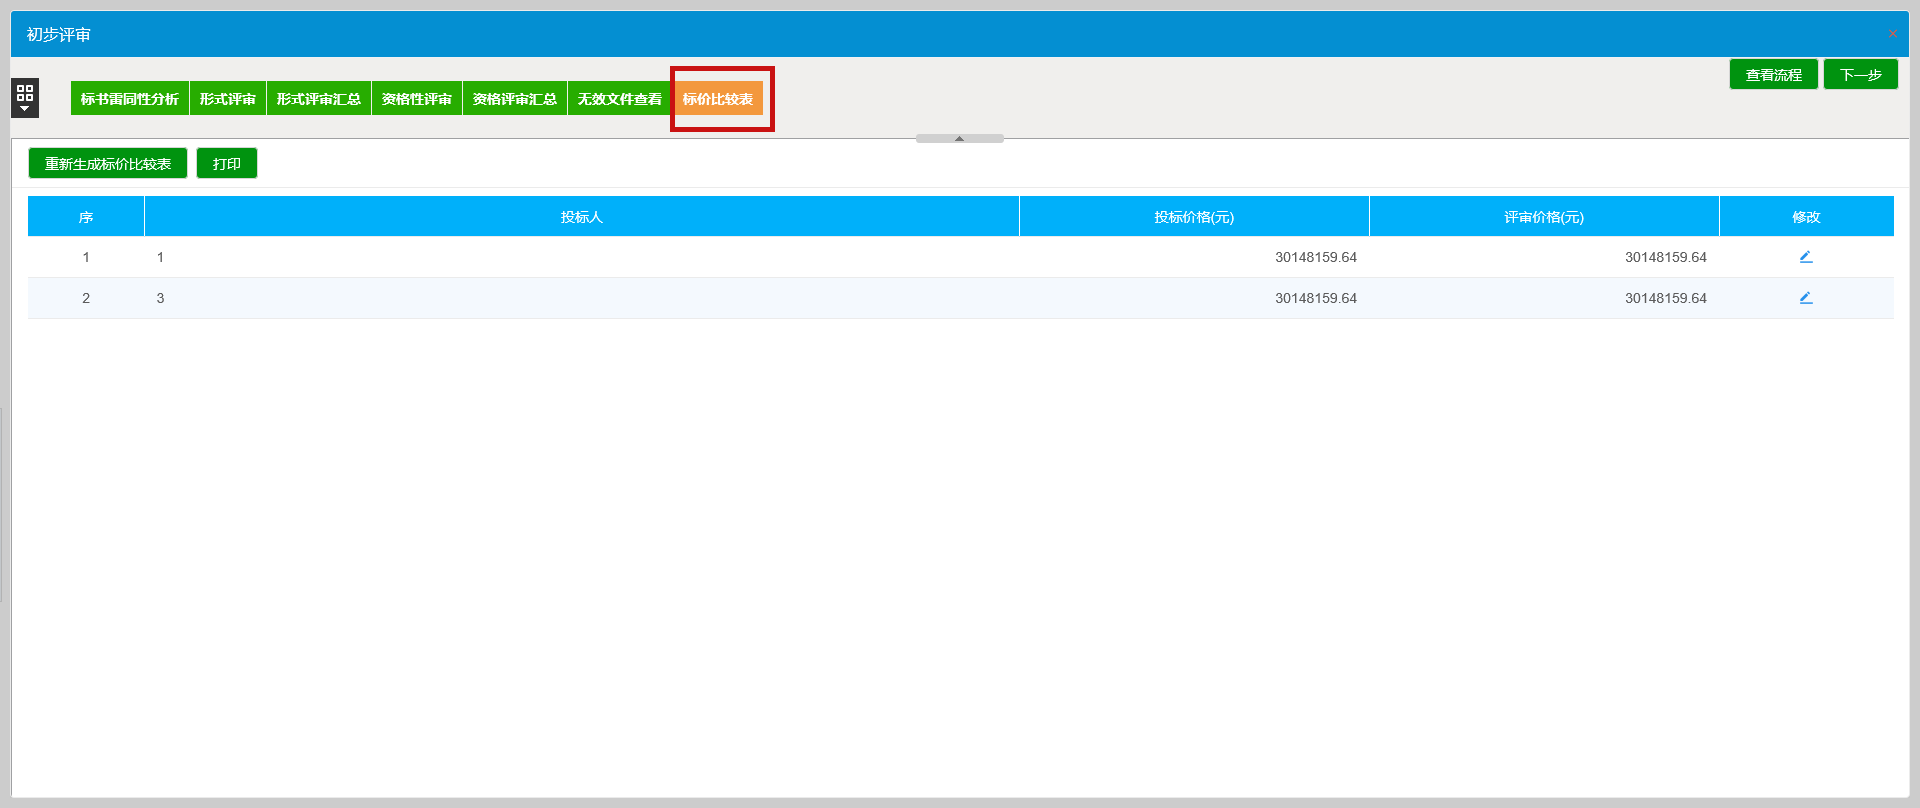 初步评审
×
查看流程 下一步
标书雷同性分析 形式评审 形式评审汇总 资格性评审 资格评审汇总 无效文件查看 标价比较表
重新生成标价比较表 打印
序 投标人 投标价格(元) 评审价格(元) 修改
1 1 30148159.64 30148159.64
2 3 30148159.64 30148159.64